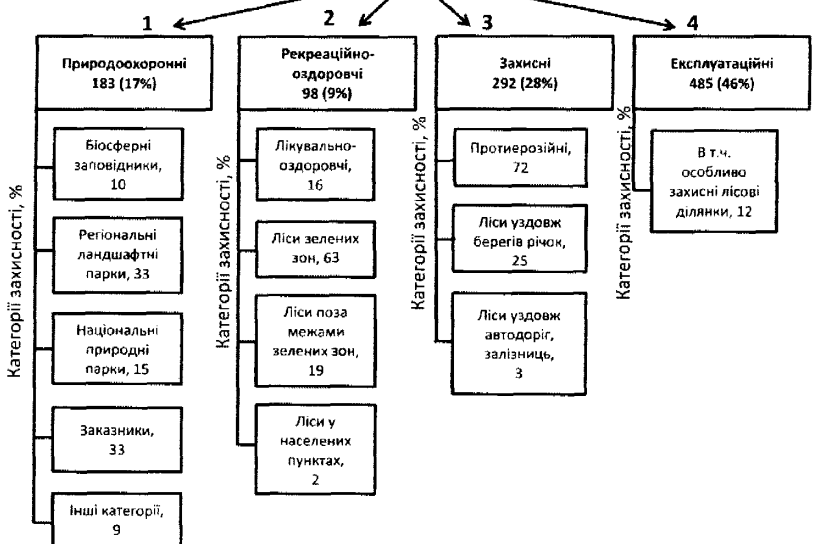 1
Природоохоронні
183 (17%)
Категорії захисності, %
Біосферні
заповідники,
10
Регіональні
ландшафтні
парки, 33
Національні
природні
парки, 15
Заказники,
33
Інші категорії,
9
2
Рекреаційно-
оздоровчі
98 (9%)
Категорії захисності, %
Лікувально-
оздоровчі,
16
Ліси зелених
зон, 63
Ліси поза
межами
зелених зон,
19
Ліси у
населених
пунктах,
2
3
Захисні
292 (28%)
Категорії захисності, %
Протиерозійні,
72
Ліси уздовж
берегів річок,
25
Ліси уздовж
автодоріг,
залізниць,
3
4
Експлуатаційні
485 (46%)
Категорії захисності, %
В т.ч.
особливо
захисні лісові
ділянки, 12